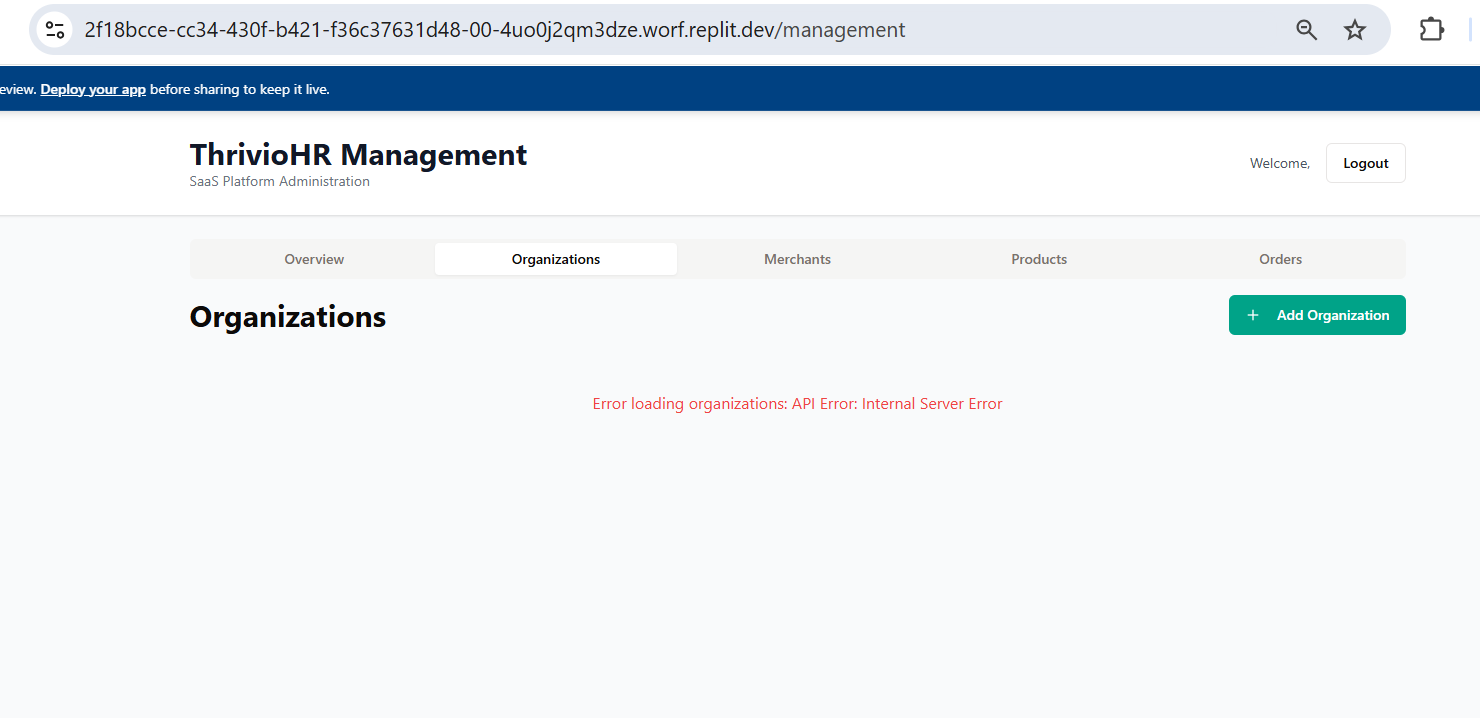 2f18bcce-cc34-430f-b421-f36c37631d48-00-4uo0j2qm3dze.worf.replit.dev/management
eview. Deploy your app before sharing to keep it live.
ThrivioHR Management
SaaS Platform Administration
Welcome,
Logout
Overview
Organizations
Merchants
Products
Orders
Organizations
+ Add Organization
Error loading organizations: API Error: Internal Server Error